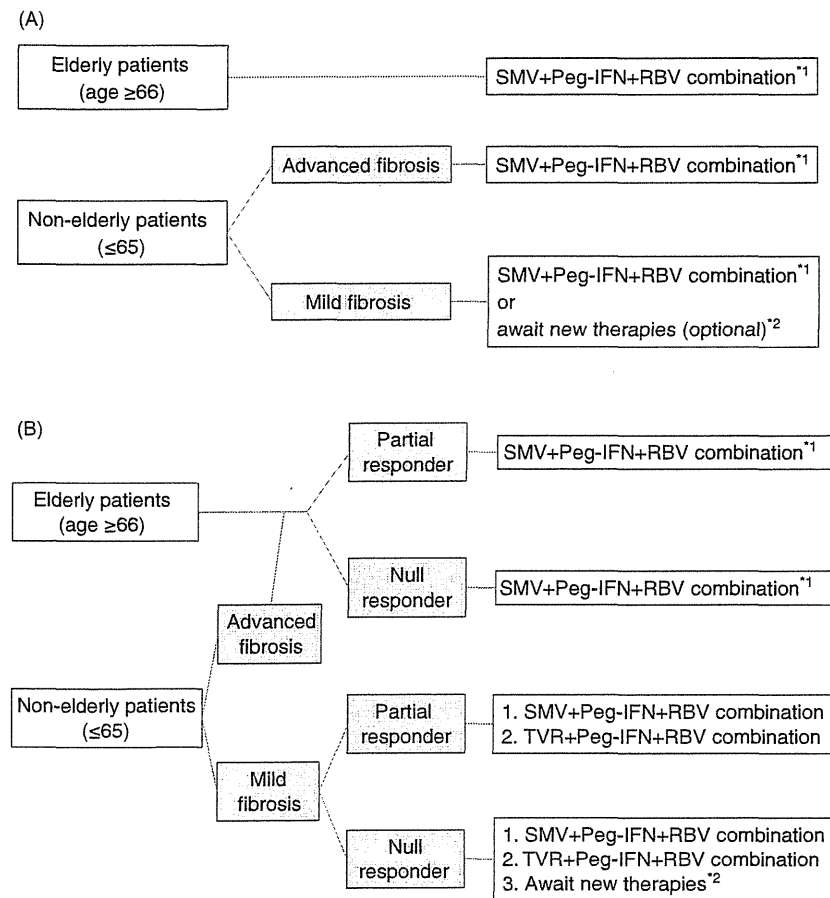 (A)
Elderly patients
(age ≥66)
SMV+Peg-IFN+RBV combination*1
Advanced fibrosis
SMV+Peg-IFN+RBV combination*1
Non-elderly patients
(≤65)
Mild fibrosis
SMV+Peg-IFN+RBV combination*1
or
await new therapies (optional)*2
(B)
Partial
responder
SMV+Peg-IFN+RBV combination*1
Elderly patients
(age ≥66)
Null
responder
SMV+Peg-IFN+RBV combination*1
Advanced
fibrosis
Non-elderly patients
(≤65)
Partial
responder
1. SMV+Peg-IFN+RBV combination
2. TVR+Peg-IFN+RBV combination
Mild
fibrosis
Null
responder
1. SMV+Peg-IFN+RBV combination
2. TVR+Peg-IFN+RBV combination
3. Await new therapies*2